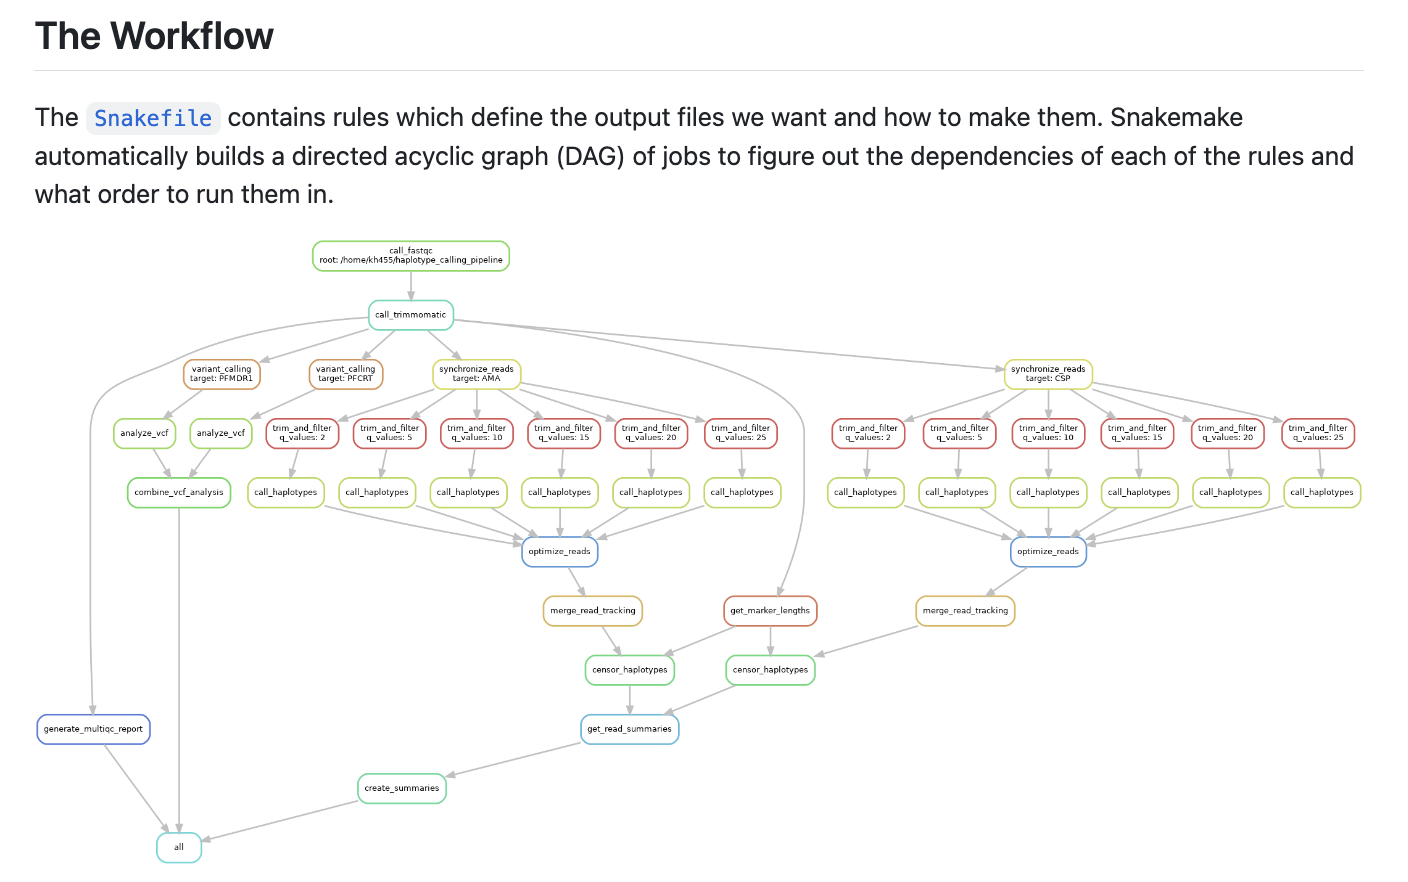 The Workflow
The Snakefile contains rules which define the output files we want and how to make them. Snakemake
automatically builds a directed acyclic graph (DAG) of jobs to figure out the dependencies of each of the rules and
what order to run them in.
call_fastqc
root: /home/kh455/haplotype_calling_pipeline
call_trimmomatic
variant_calling
target: PFMDR1
variant_calling
target: PFCRT
synchronize_reads
target: AMA
synchronize_reads
target: CSP
analyze_vcf
analyze_vcf
trim_and_filter
q_values: 2
trim_and_filter
q_values: 5
trim_and_filter
q_values: 10
trim_and_filter
q_values: 15
trim_and_filter
q_values: 20
trim_and_filter
q_values: 25
trim_and_filter
q_values: 2
trim_and_filter
q_values: 5
trim_and_filter
q_values: 10
trim_and_filter
q_values: 15
trim_and_filter
q_values: 20
trim_and_filter
q_values: 25
combine_vcf_analysis
call_haplotypes
call_haplotypes
call_haplotypes
call_haplotypes
call_haplotypes
call_haplotypes
call_haplotypes
call_haplotypes
call_haplotypes
call_haplotypes
call_haplotypes
call_haplotypes
optimize_reads
optimize_reads
merge_read_tracking
get_marker_lengths
merge_read_tracking
censor_haplotypes
censor_haplotypes
generate_multiqc_report
get_read_summaries
create_summaries
all